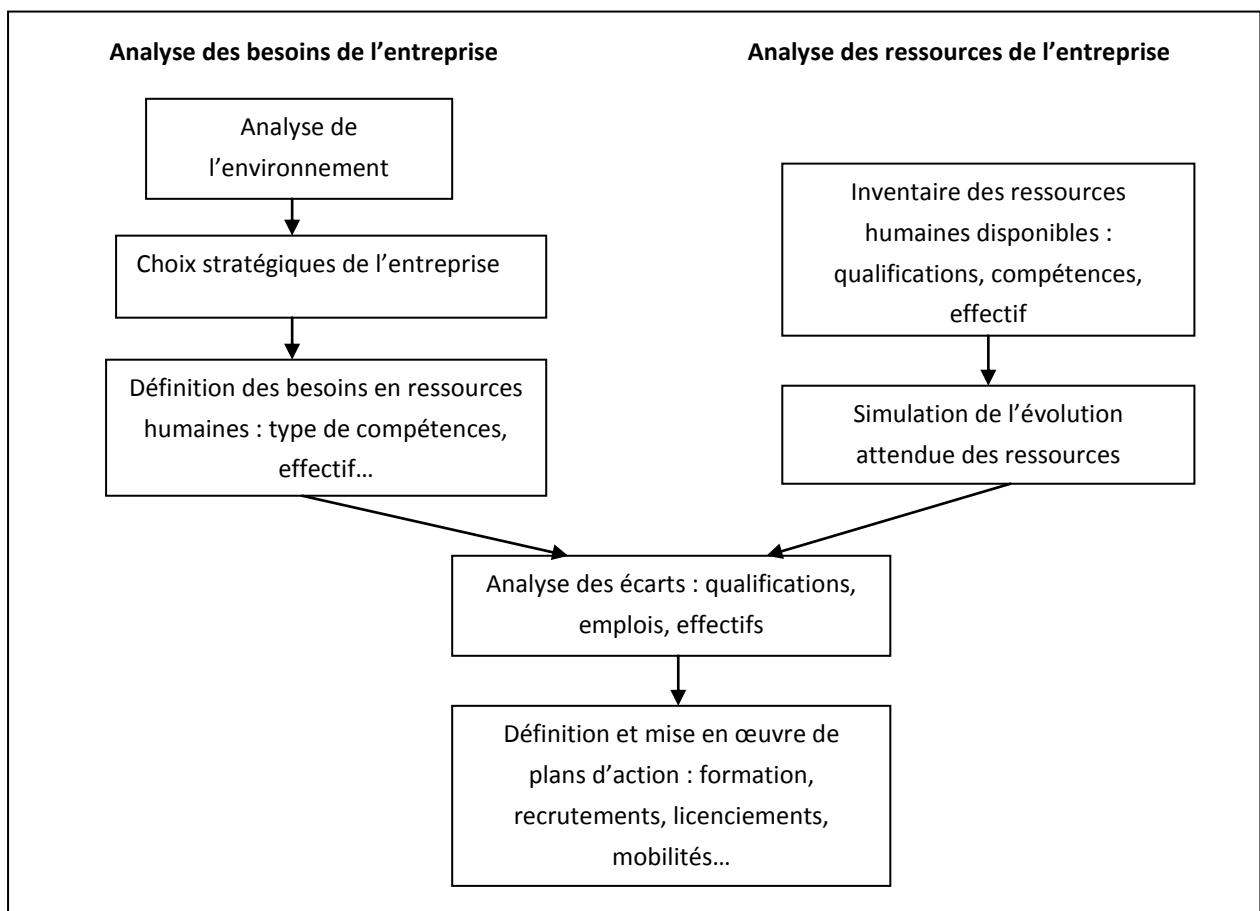 Analyse des besoins de l’entreprise
Analyse de
l’environnement
Choix stratégiques de l’entreprise
Définition des besoins en ressources
humaines : type de compétences,
effectif…
Analyse des ressources de l’entreprise
Inventaire des ressources
humaines disponibles :
qualifications, compétences,
effectif
Simulation de l’évolution
attendue des ressources
Analyse des écarts : qualifications,
emplois, effectifs
Définition et mise en œuvre de
plans d’action : formation,
recrutements, licenciements,
mobilités…